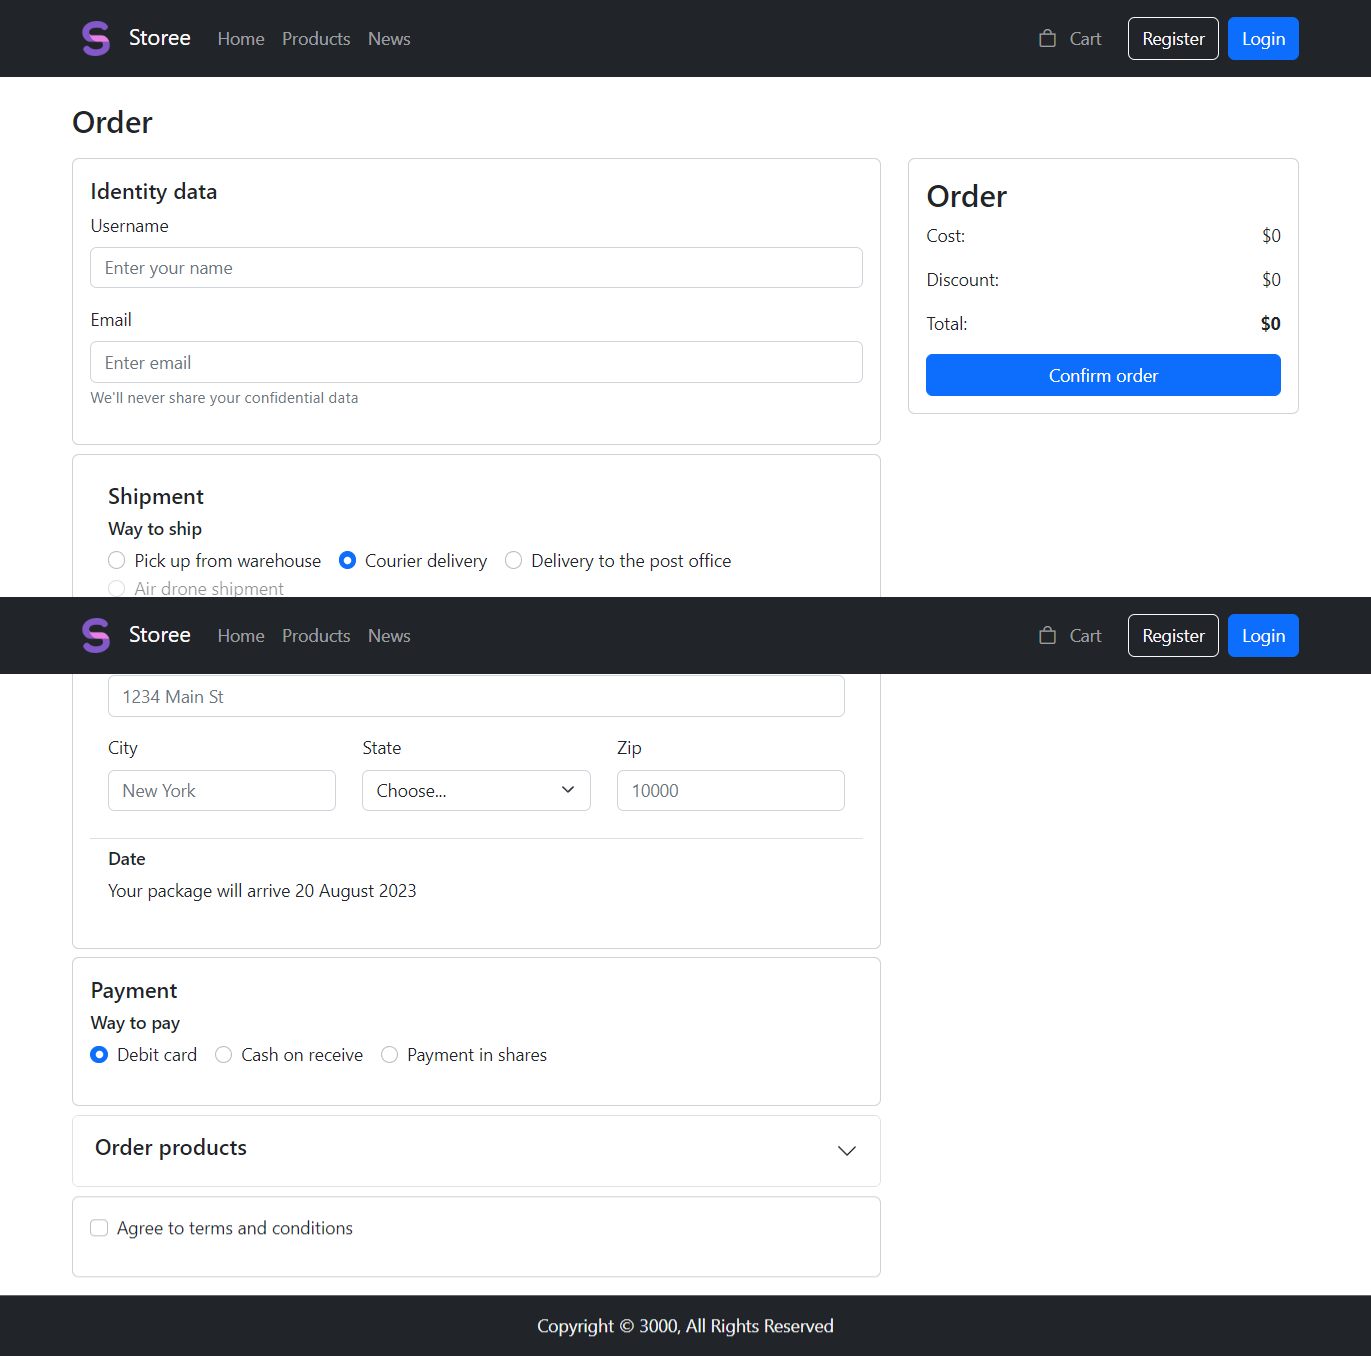 Storee Home Products News Cart Register Login
Order
Identity data
Username
Enter your name
Email
Enter email
We'll never share your confidential data
Order
Cost: $0
Discount: $0
Total: $0
Confirm order
Shipment
Way to ship
Pick up from warehouse Courier delivery Delivery to the post office
Air drone shipment
Storee Home Products News Cart Register Login
1234 Main St
City State Zip
New York Choose... 10000
Date
Your package will arrive 20 August 2023
Payment
Way to pay
Debit card Cash on receive Payment in shares
Order products
Agree to terms and conditions
Copyright © 3000, All Rights Reserved